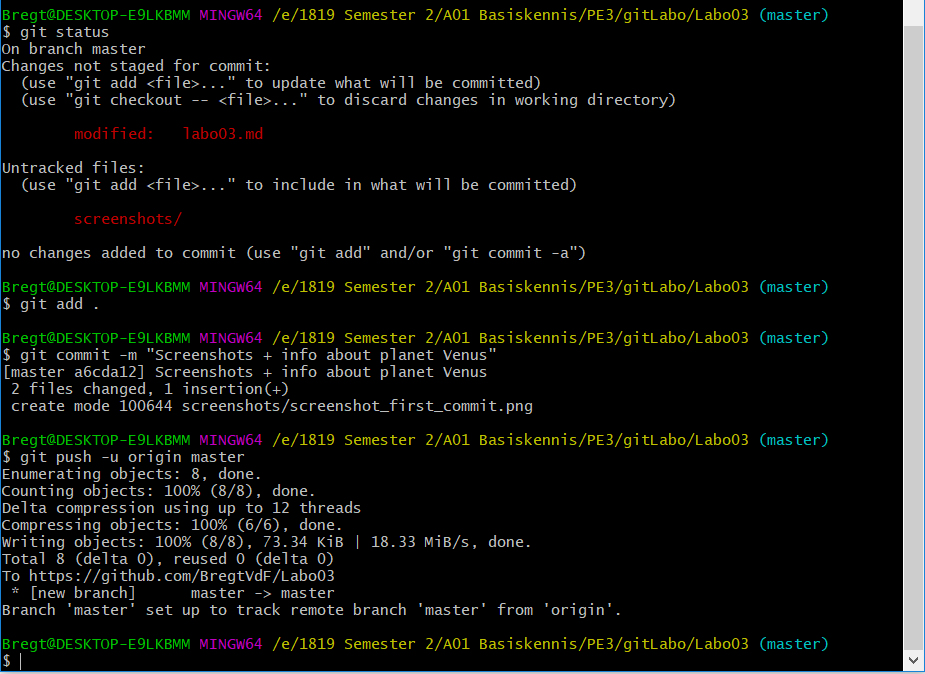 Bregt@DESKTOP-E9LKBMM MINGW64 /e/1819 Semester 2/A01 Basiskennis/PE3/gitLabo/Labo03 (master)
$ git status
On branch master
Changes not staged for commit:
  (use "git add <file>..." to update what will be committed)
  (use "git checkout -- <file>..." to discard changes in working directory)
        modified:   labo03.md
Untracked files:
  (use "git add <file>..." to include in what will be committed)
        screenshots/
no changes added to commit (use "git add" and/or "git commit -a")
Bregt@DESKTOP-E9LKBMM MINGW64 /e/1819 Semester 2/A01 Basiskennis/PE3/gitLabo/Labo03 (master)
$ git add .
Bregt@DESKTOP-E9LKBMM MINGW64 /e/1819 Semester 2/A01 Basiskennis/PE3/gitLabo/Labo03 (master)
$ git commit -m "Screenshots + info about planet Venus"
[master a6cda12] Screenshots + info about planet Venus
 2 files changed, 1 insertion(+)
 create mode 100644 screenshots/screenshot_first_commit.png
Bregt@DESKTOP-E9LKBMM MINGW64 /e/1819 Semester 2/A01 Basiskennis/PE3/gitLabo/Labo03 (master)
$ git push -u origin master
Enumerating objects: 8, done.
Counting objects: 100% (8/8), done.
Delta compression using up to 12 threads
Compressing objects: 100% (6/6), done.
Writing objects: 100% (8/8), 73.34 KiB | 18.33 MiB/s, done.
Total 8 (delta 0), reused 0 (delta 0)
To https://github.com/BregtVdF/Labo03
 * [new branch]      master -> master
Branch 'master' set up to track remote branch 'master' from 'origin'.
Bregt@DESKTOP-E9LKBMM MINGW64 /e/1819 Semester 2/A01 Basiskennis/PE3/gitLabo/Labo03 (master)
$